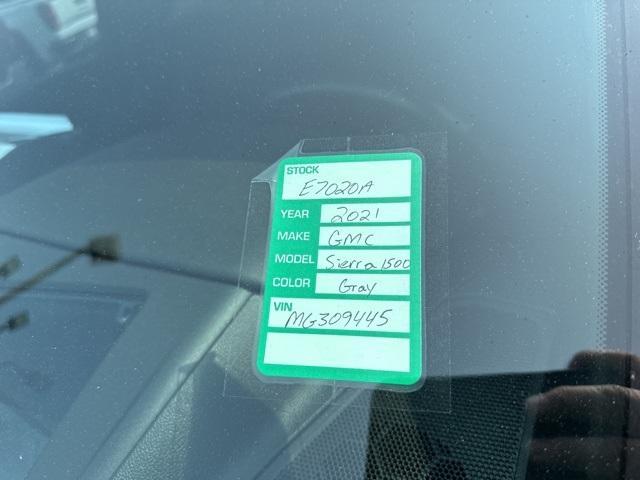 STOCK
E7020A
YEAR 2021
MAKE GMC
MODEL Sierra 1500
COLOR Gray
VIN
MG309445